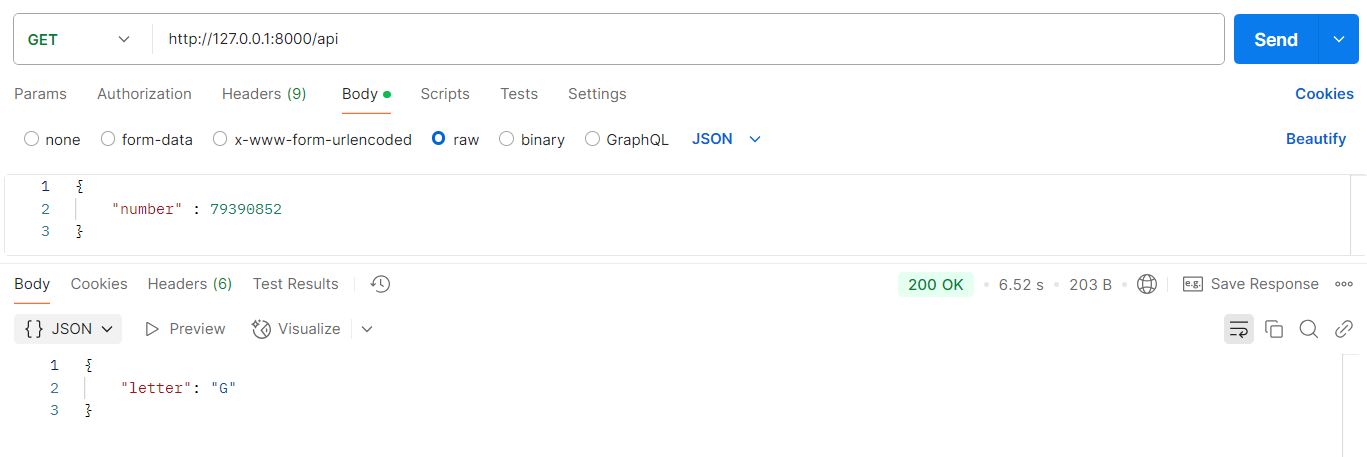 GET http://127.0.0.1:8000/api Send
Params Authorization Headers (9) Body Scripts Tests Settings Cookies
none form-data x-www-form-urlencoded raw binary GraphQL JSON Beautify
1 {
2 "number" : 79390852
3 }
Body Cookies Headers (6) Test Results 200 OK • 6.52 s • 203 B • e.g. Save Response
{} JSON Preview Visualize
1 {
2 "letter": "G"
3 }